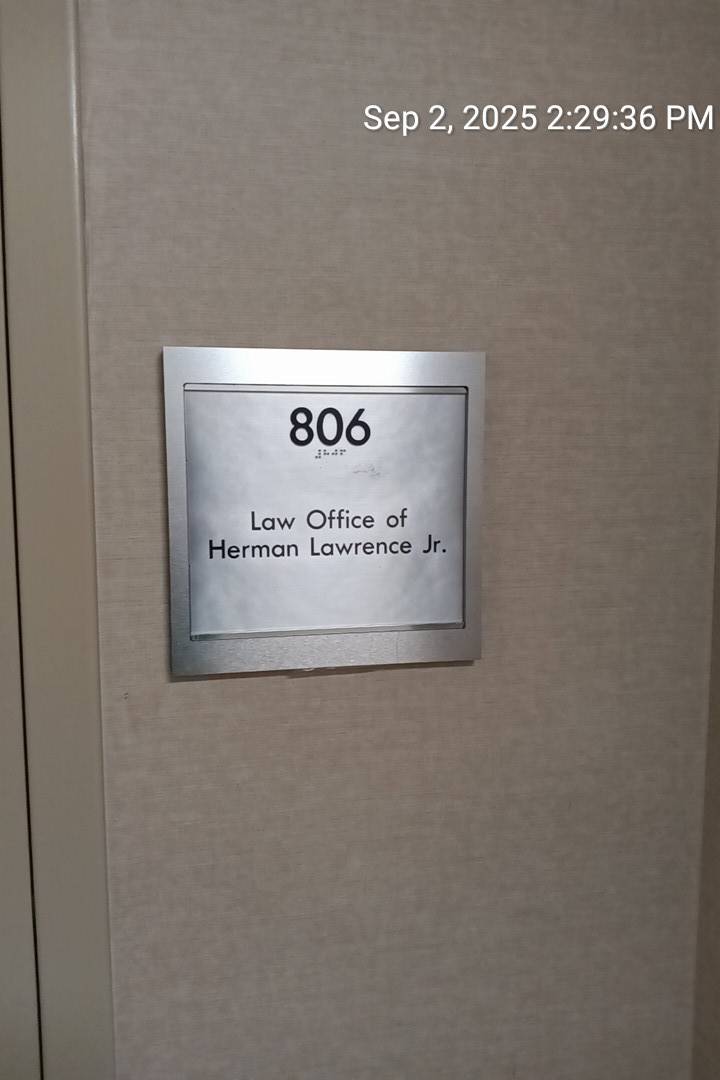 Sep 2, 2025 2:29:36 PM
806
Law Office of
Herman Lawrence Jr.